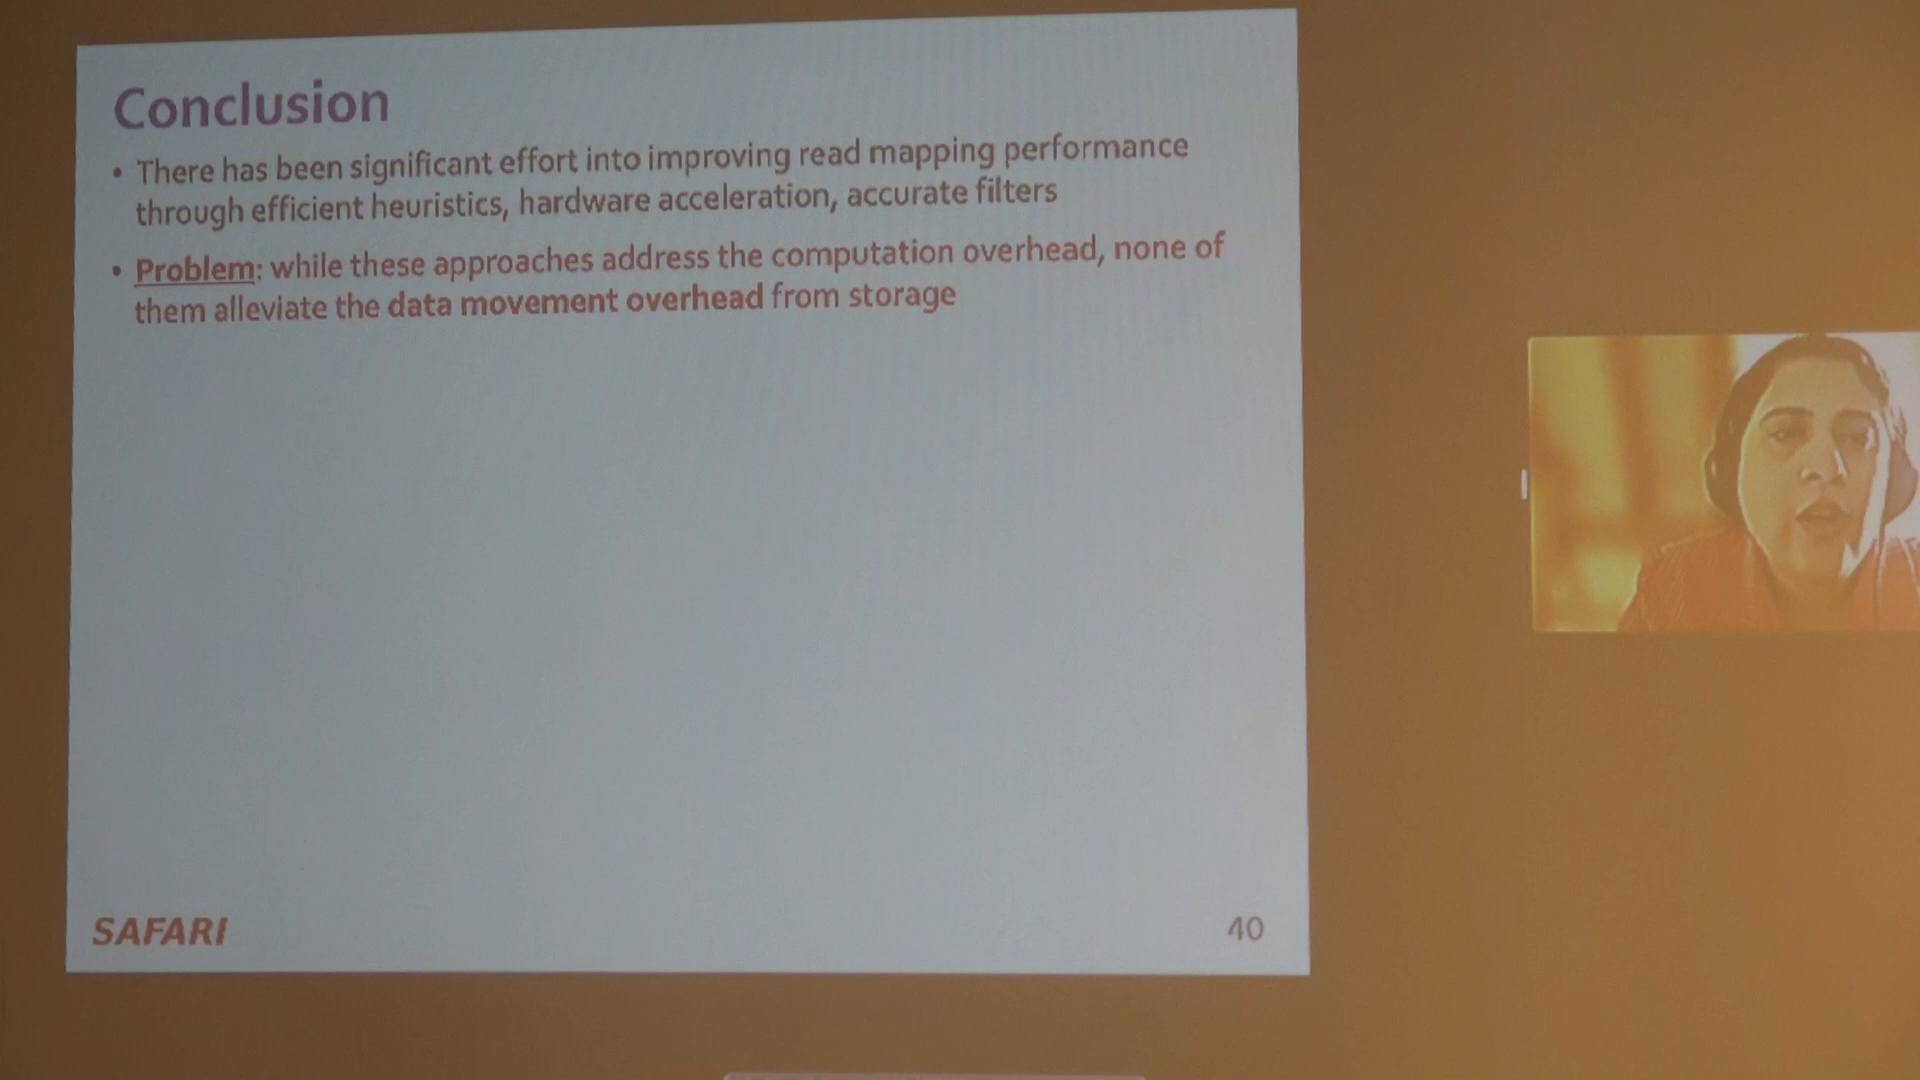 Conclusion
• There has been significant effort into improving read mapping performance
through efficient heuristics, hardware acceleration, accurate filters
• Problem: while these approaches address the computation overhead, none of
them alleviate the data movement overhead from storage
SAFARI
40